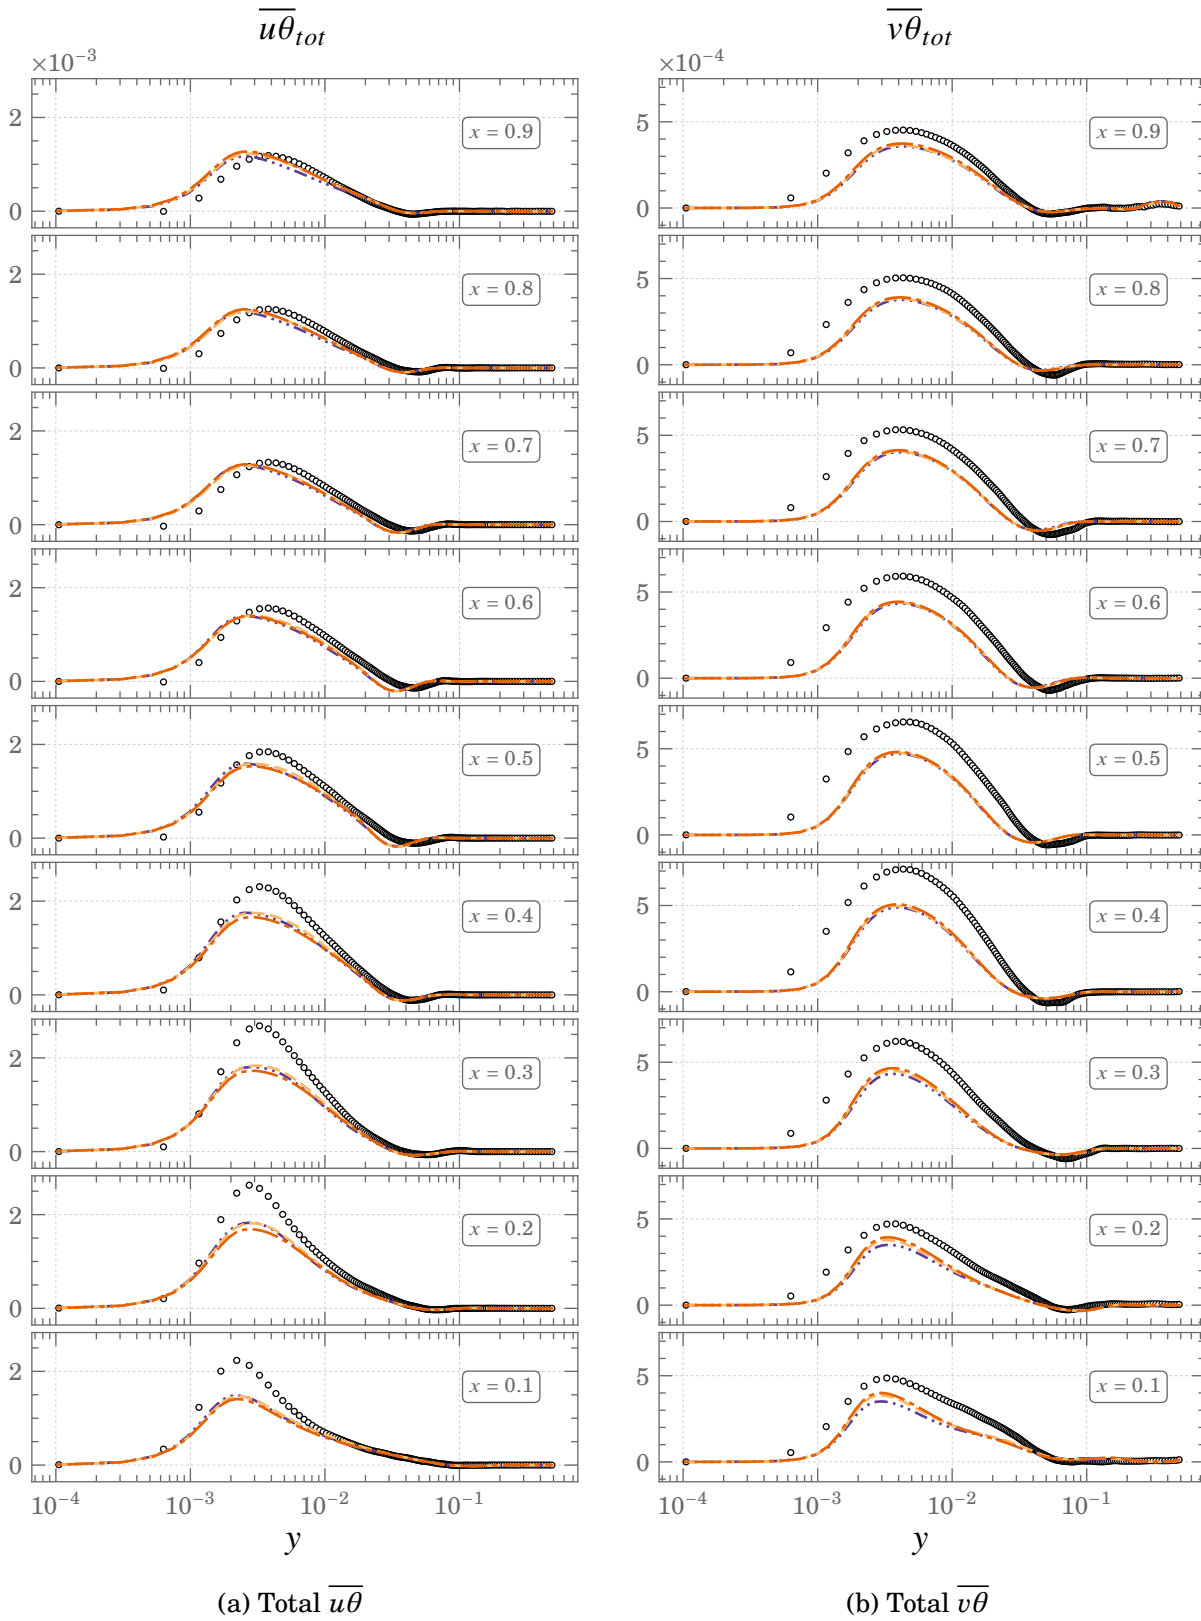 $\overline{u\theta}_{tot}$ $\overline{v\theta}_{tot}$
×10⁻³ ×10⁻⁴
2 0 x = 0.9 5 0 x = 0.9
2 0 x = 0.8 5 0 x = 0.8
2 0 x = 0.7 5 0 x = 0.7
2 0 x = 0.6 5 0 x = 0.6
2 0 x = 0.5 5 0 x = 0.5
2 0 x = 0.4 5 0 x = 0.4
2 0 x = 0.3 5 0 x = 0.3
2 0 x = 0.2 5 0 x = 0.2
2 0 x = 0.1 5 0 x = 0.1
10⁻⁴ 10⁻³ 10⁻² 10⁻¹ 10⁻⁴ 10⁻³ 10⁻² 10⁻¹
y y
(a) Total $\overline{u\theta}$ (b) Total $\overline{v\theta}$